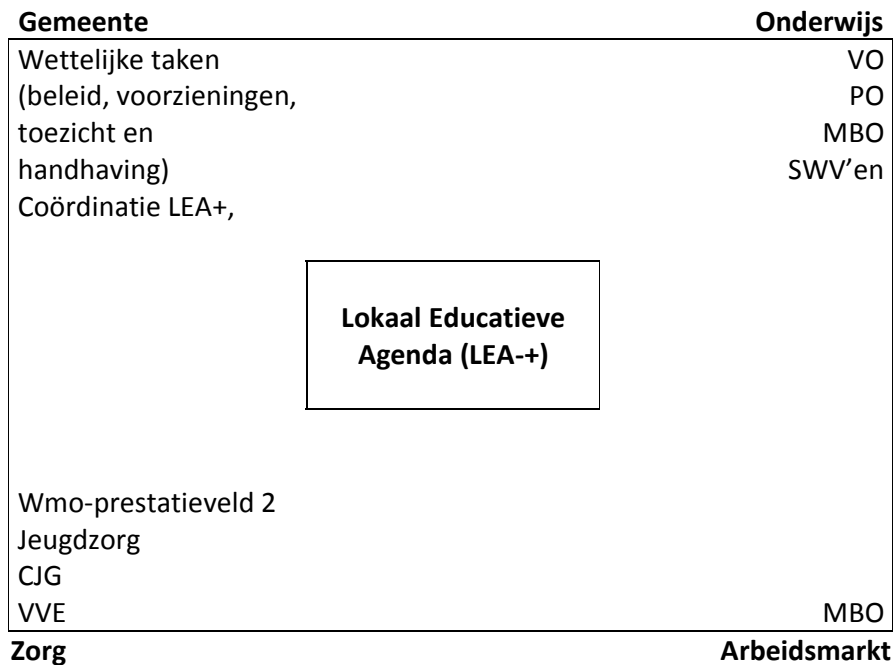 Gemeente Onderwijs
Wettelijke taken VO
(beleid, voorzieningen, PO
toezicht en MBO
handhaving) SWV'en
Coördinatie LEA+,
Lokaal Educatieve
Agenda (LEA-+)
Wmo-prestatieveld 2
Jeugdzorg
CJG
VVE MBO
Zorg Arbeidsmarkt